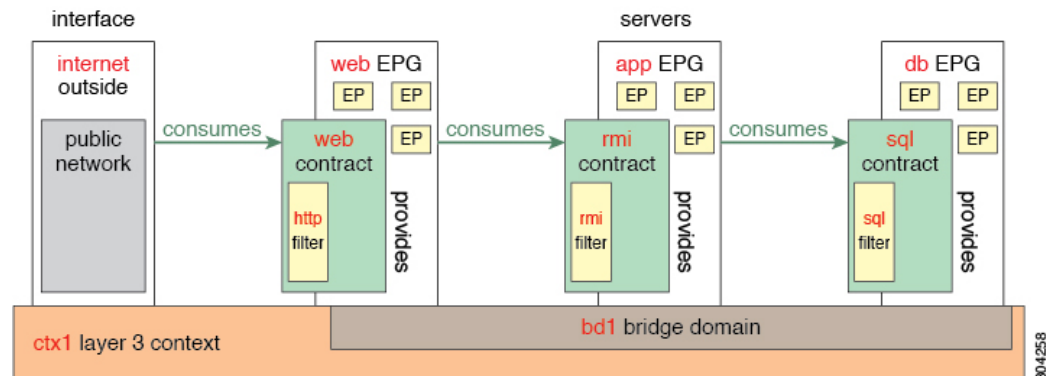 interface
servers
internet
outside
web EPG
app EPG
db EPG
EP
EP
EP
EP
EP
EP
public
network
consumes
web
contract
EP
consumes
rmi
contract
EP
consumes
sql
contract
EP
http
filter
provides
rmi
filter
provides
sql
filter
provides
bd1 bridge domain
ctx1 layer 3 context